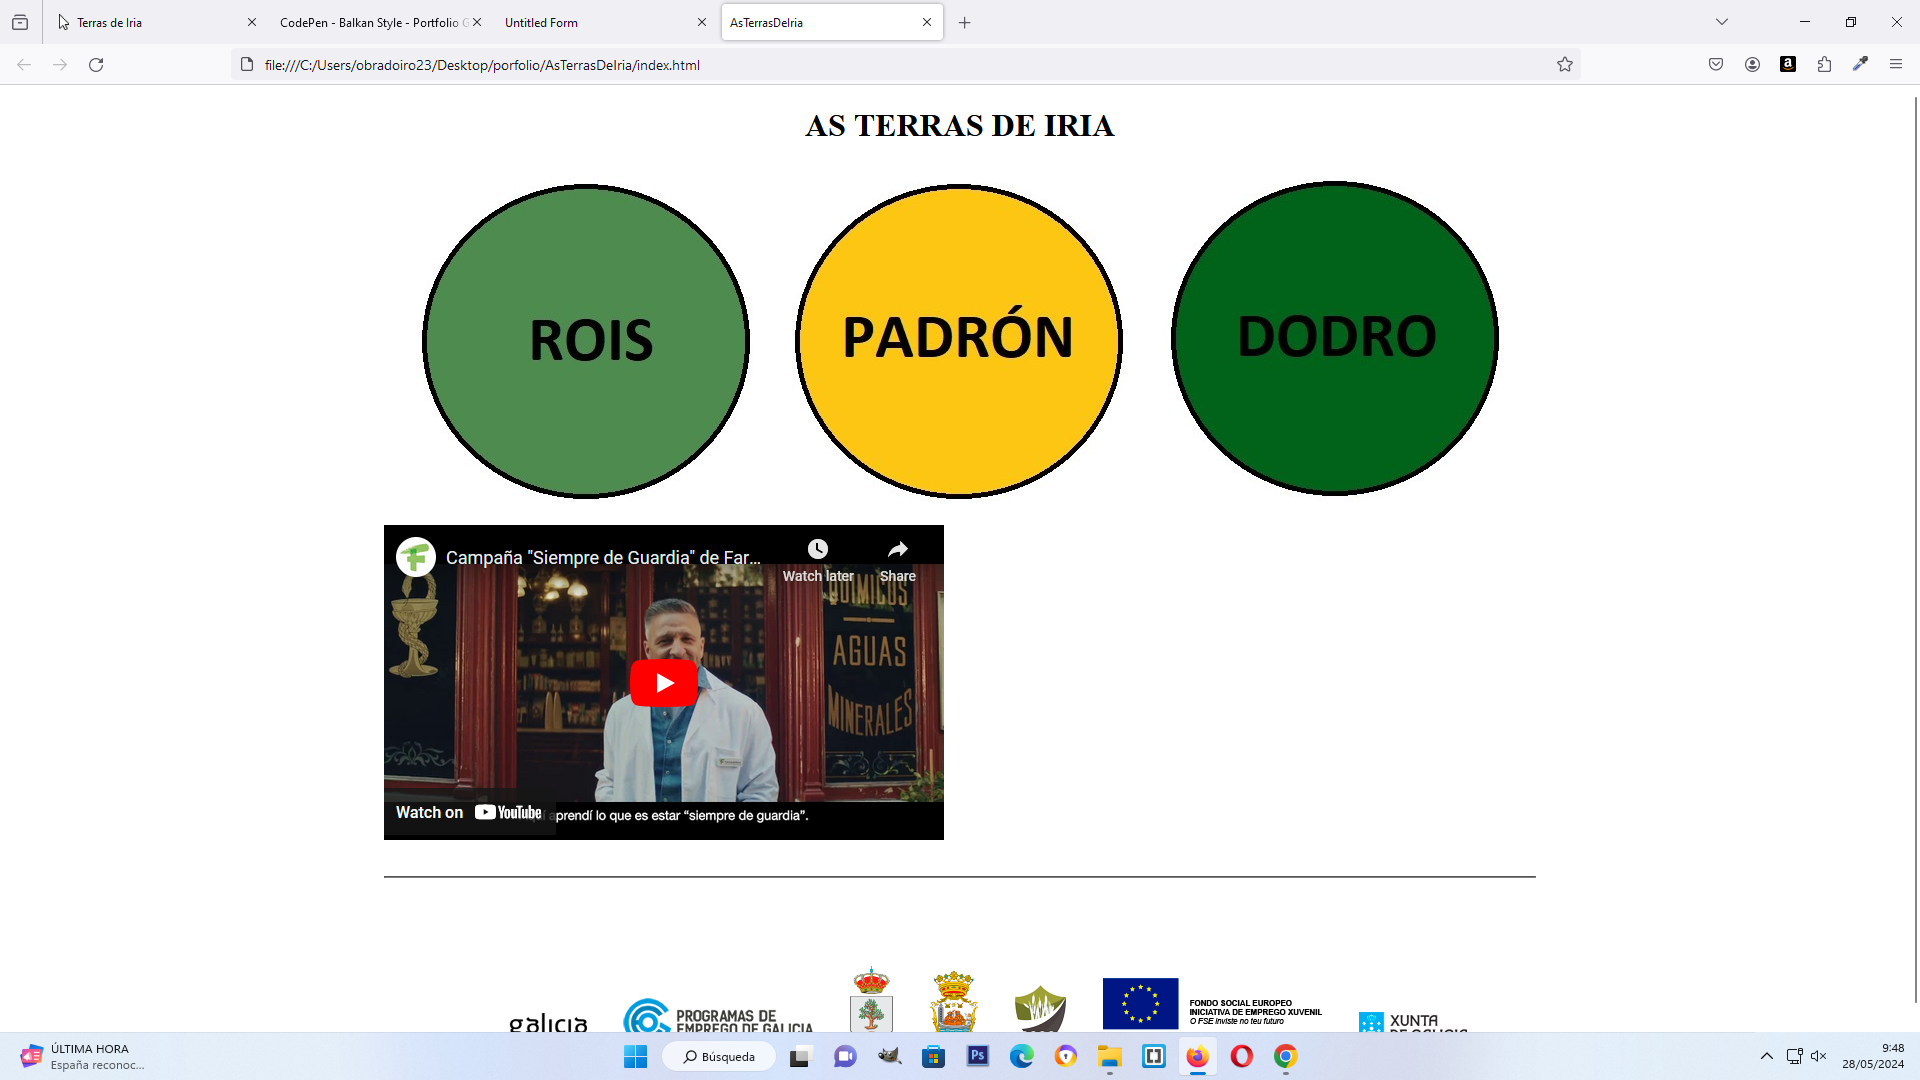 Terras de Iria
CodePen - Balkan Style - Portfolio
Untitled Form
AsTerrasDeIria
file:///C:/Users/obradoiro23/Desktop/porfolio/AsTerrasDeIria/index.html
AS TERRAS DE IRIA
ROIS
PADRÓN
DODRO
Campaña "Siempre de Guardia" de Far...
Watch later
Share
QUIMICOS
AGUAS
MINERALES
Watch on YouTube
aprendí lo que es estar “siempre de guardia”.
galicia
PROGRAMAS DE
EMPREGO DE GALICIA
FONDO SOCIAL EUROPEO
INICIATIVA DE EMPREGO XUVENIL
O FSE inviste no teu futuro
XUNTA
DE GALICIA
ÚLTIMA HORA
España reconoc...
Búsqueda
Ps
9:48
28/05/2024